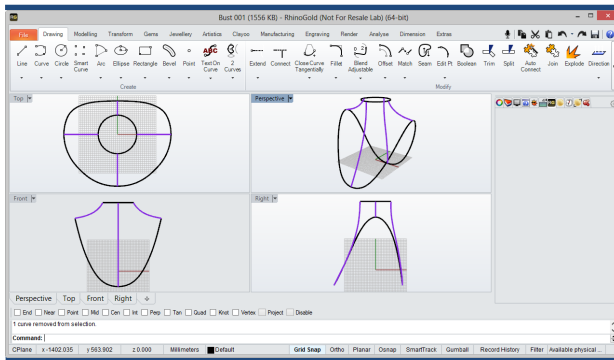 Bust 001 (1556 KB) - RhinoGold (Not For Resale Lab) (64-bit)
File Drawing Modelling Transform Gems Jewellery Artistics Clayoo Manufacturing Engraving Render Analyse Dimension Extras
Line Curve Circle Smart Curve Arc Ellipse Rectangle Bevel Point Text On Curve 2 Curves Extend Connect Close Curve Tangentially Fillet Blend Adjustable Offset Match Seam Edit Pt Boolean Trim Split Auto Connect Join Explode Direction
Create Modify
Top Perspective
Front Right
Perspective Top Front Right
End Near Point Mid Cen Int Perp Tan Quad Knot Vertex Project Disable
1 curve removed from selection.
Command:
CPlane x -1402.035 y 563.902 z 0.000 Millimeters Default Grid Snap Ortho Planar Osnap SmartTrack Gumball Record History Filter Available physical ...